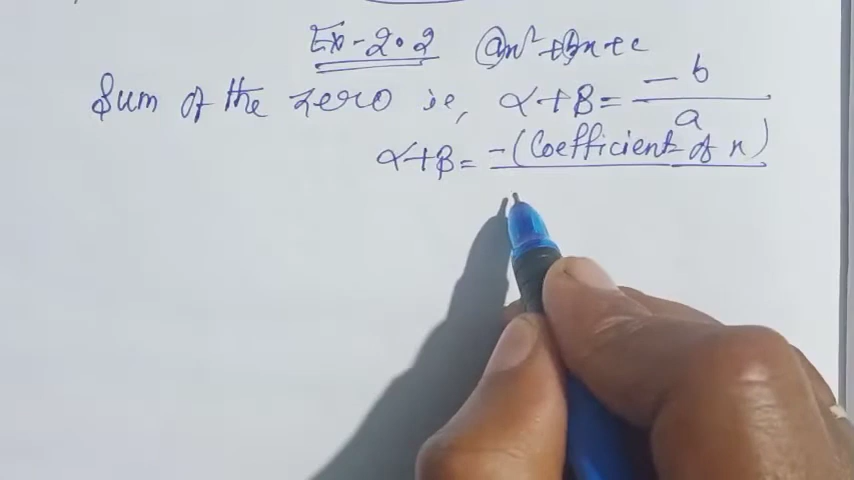 Ex-2.2 ax²+bx+c
Sum of the zero ie, α+β = -b/a
α+β = -(Coefficient of x)